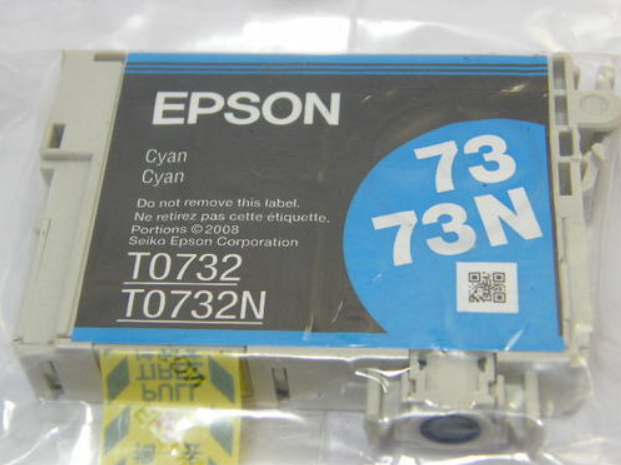 EPSON
Cyan
Cyan
Do not remove this label.
Ne retirez pas cette étiquette.
Portions ©2008
Seiko Epson Corporation
T0732
T0732N
73
73N
TIREZ
PULL